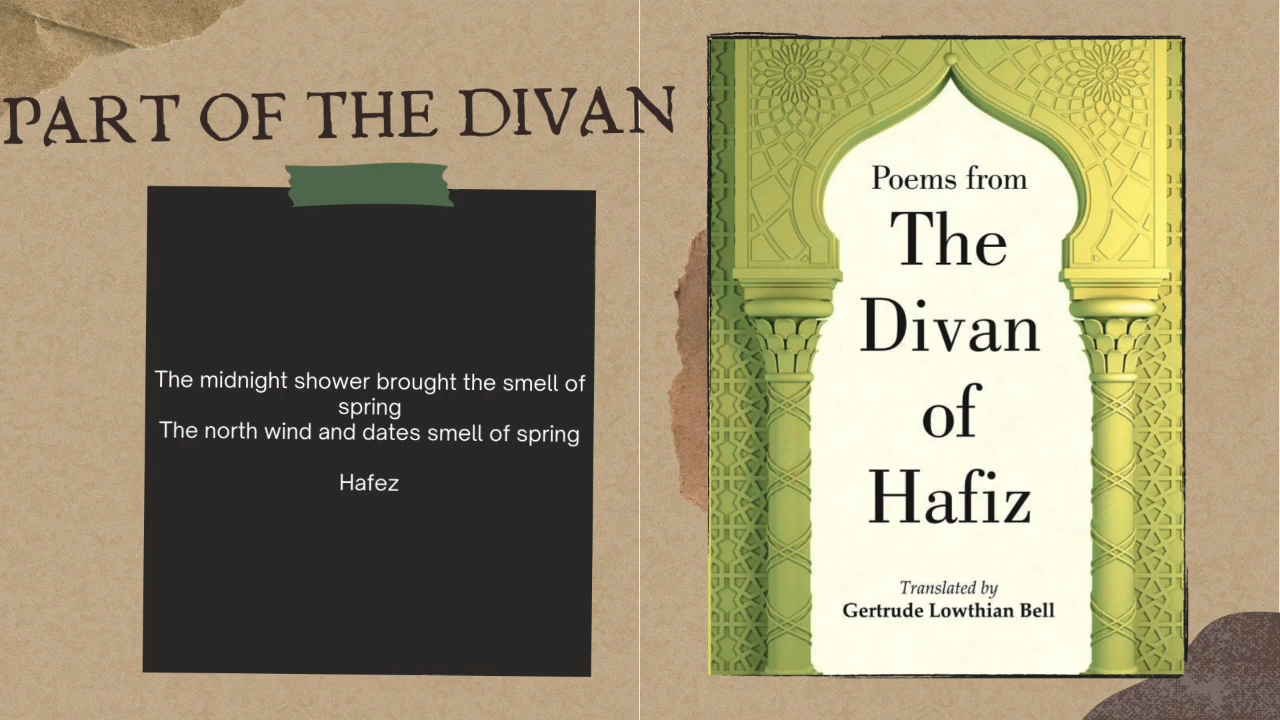 PART OF THE DIVAN
The midnight shower brought the smell of
spring
The north wind and dates smell of spring
Hafez
Poems from
The
Divan
of
Hafiz
Translated by
Gertrude Lowthian Bell